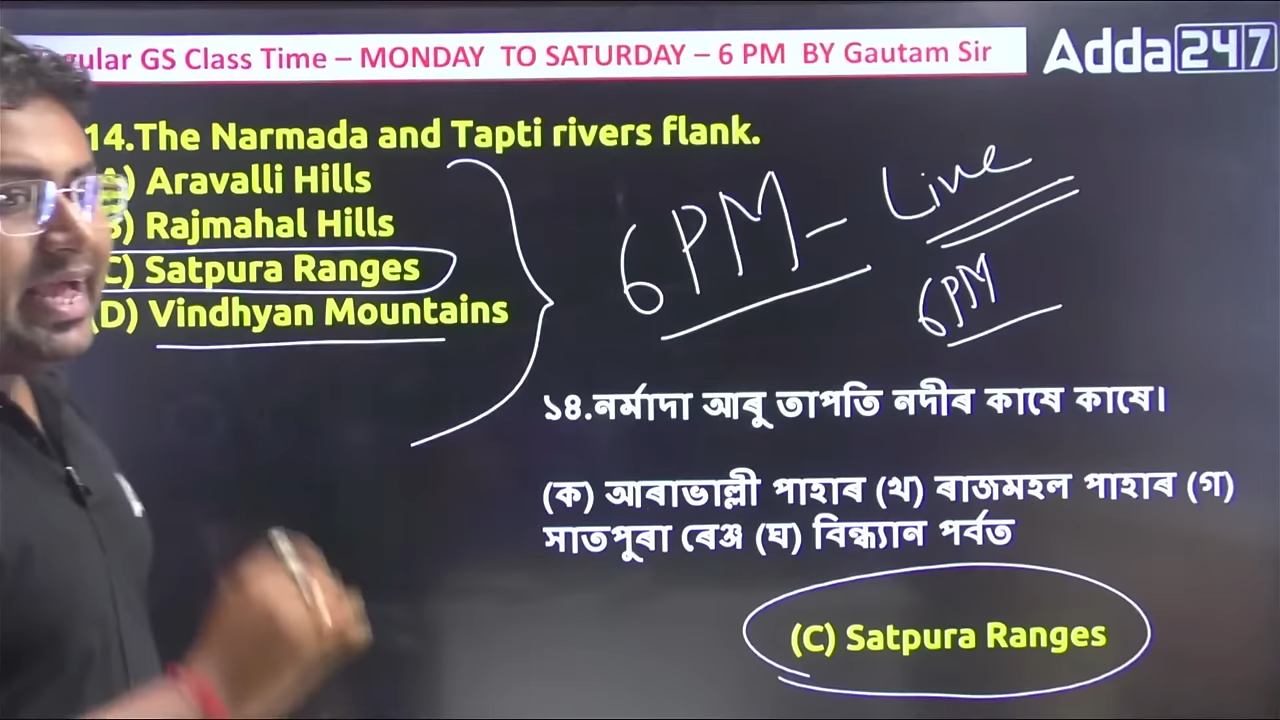 gular GS Class Time – MONDAY TO SATURDAY – 6 PM BY Gautam Sir
Adda247
14.The Narmada and Tapti rivers flank.
A) Aravalli Hills
B) Rajmahal Hills
C) Satpura Ranges
(D) Vindhyan Mountains
6PM – Live
6PM
১৪.নৰ্মাদা আৰু তাপতি নদীৰ কাষে কাষে।
(ক) আৰাভাল্লী পাহাৰ (খ) ৰাজমহল পাহাৰ (গ)
সাতপুৰা ৰেঞ্জ (ঘ) বিন্ধ্যান পৰ্বত
(C) Satpura Ranges